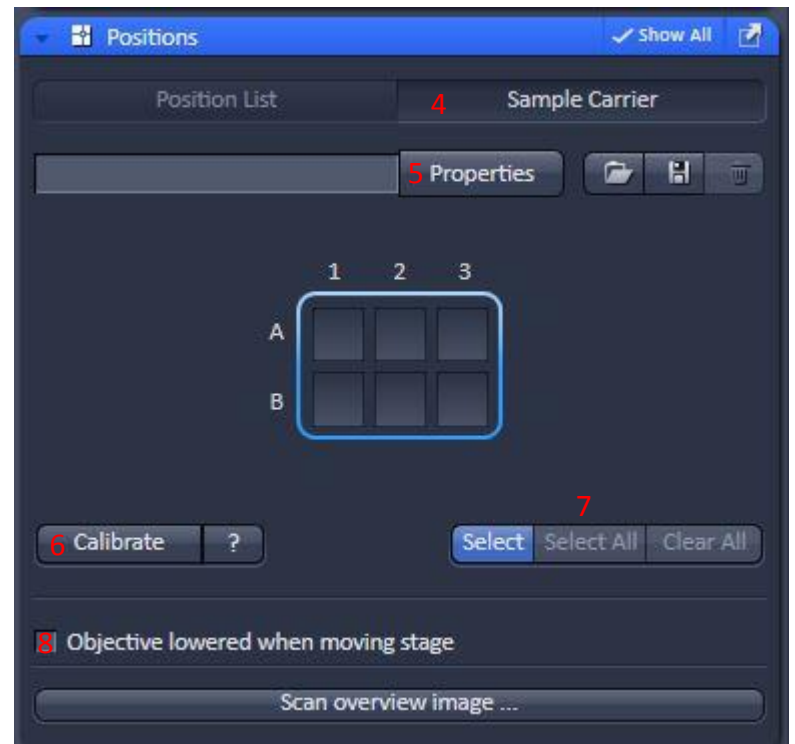 Positions Show All
Position List 4 Sample Carrier
5 Properties
1 2 3
A
B
7
6 Calibrate ? Select Select All Clear All
8 Objective lowered when moving stage
Scan overview image ...